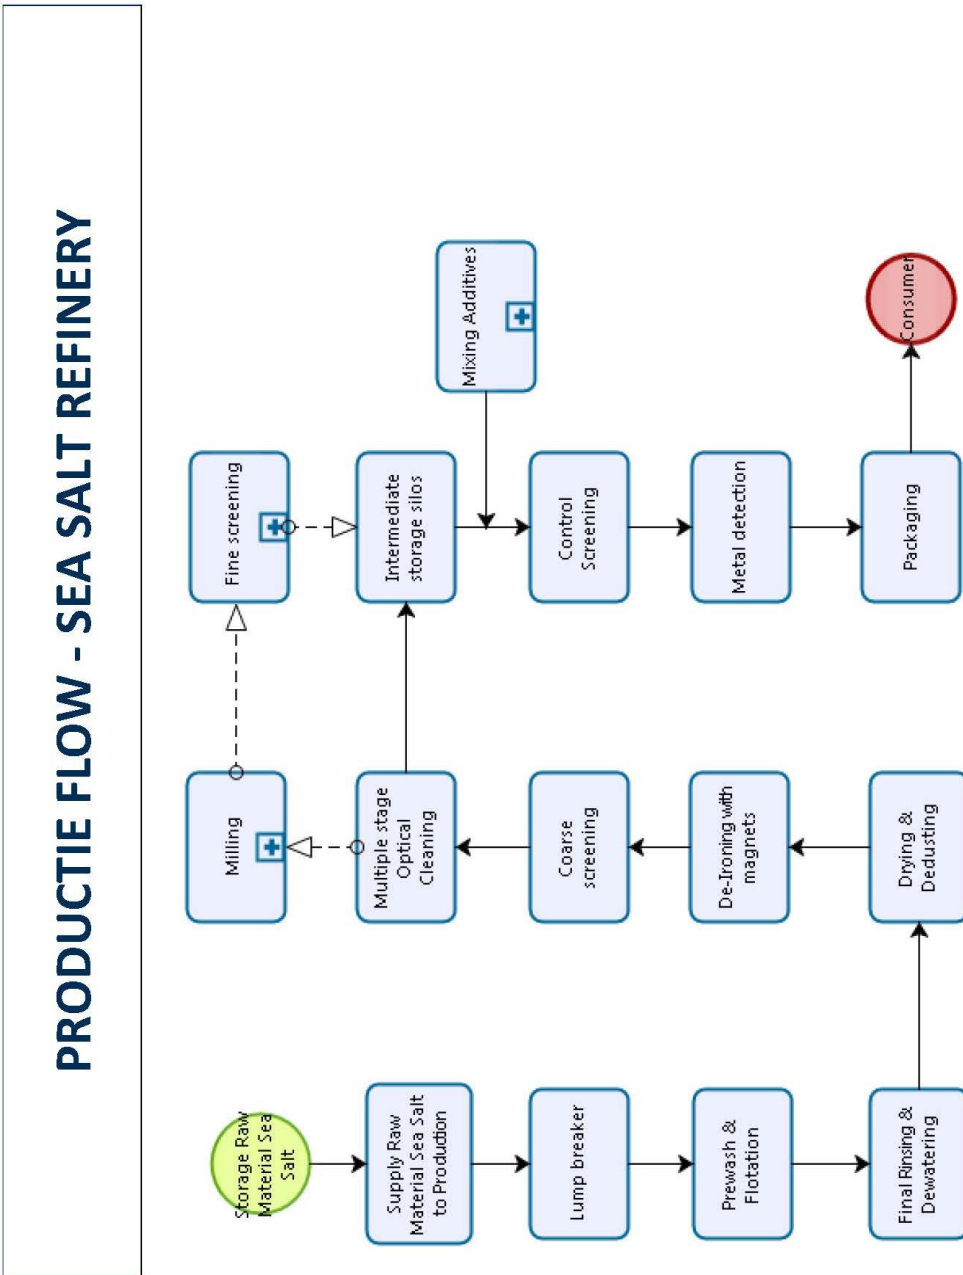 PRODUCTIE FLOW - SEA SALT REFINERY
Storage Raw
Material Sea
Salt
Supply Raw
Material Sea Salt
to Production
Lump breaker
Prewash &
Flotation
Final Rinsing &
Dewatering
Drying &
Dedusting
De-Ironing with
magnets
Coarse
screening
Multiple stage
Optical
Cleaning
Milling
Fine screening
Intermediate
storage silos
Mixing Additives
Control
Screening
Metal detection
Packaging
Consumer